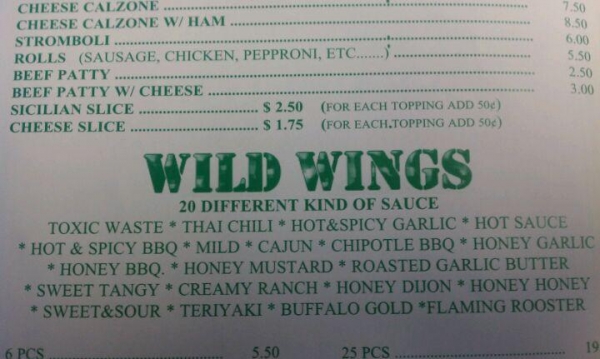 CHEESE CALZONE 7.50
CHEESE CALZONE W/ HAM 8.50
STROMBOLI 6.00
ROLLS (SAUSAGE, CHICKEN, PEPPRONI, ETC......) 5.50
BEEF PATTY 2.50
BEEF PATTY W/ CHEESE 3.00
SICILIAN SLICE $ 2.50 (FOR EACH TOPPING ADD 50¢)
CHEESE SLICE $ 1.75 (FOR EACH TOPPING ADD 50¢)
WILD WINGS
20 DIFFERENT KIND OF SAUCE
TOXIC WASTE * THAI CHILI * HOT&SPICY GARLIC * HOT SAUCE
* HOT & SPICY BBQ * MILD * CAJUN * CHIPOTLE BBQ * HONEY GARLIC
* HONEY BBQ. * HONEY MUSTARD * ROASTED GARLIC BUTTER
* SWEET TANGY * CREAMY RANCH * HONEY DIJON * HONEY HONEY
* SWEET&SOUR * TERIYAKI * BUFFALO GOLD *FLAMING ROOSTER
6 PCS 5.50 25 PCS 19